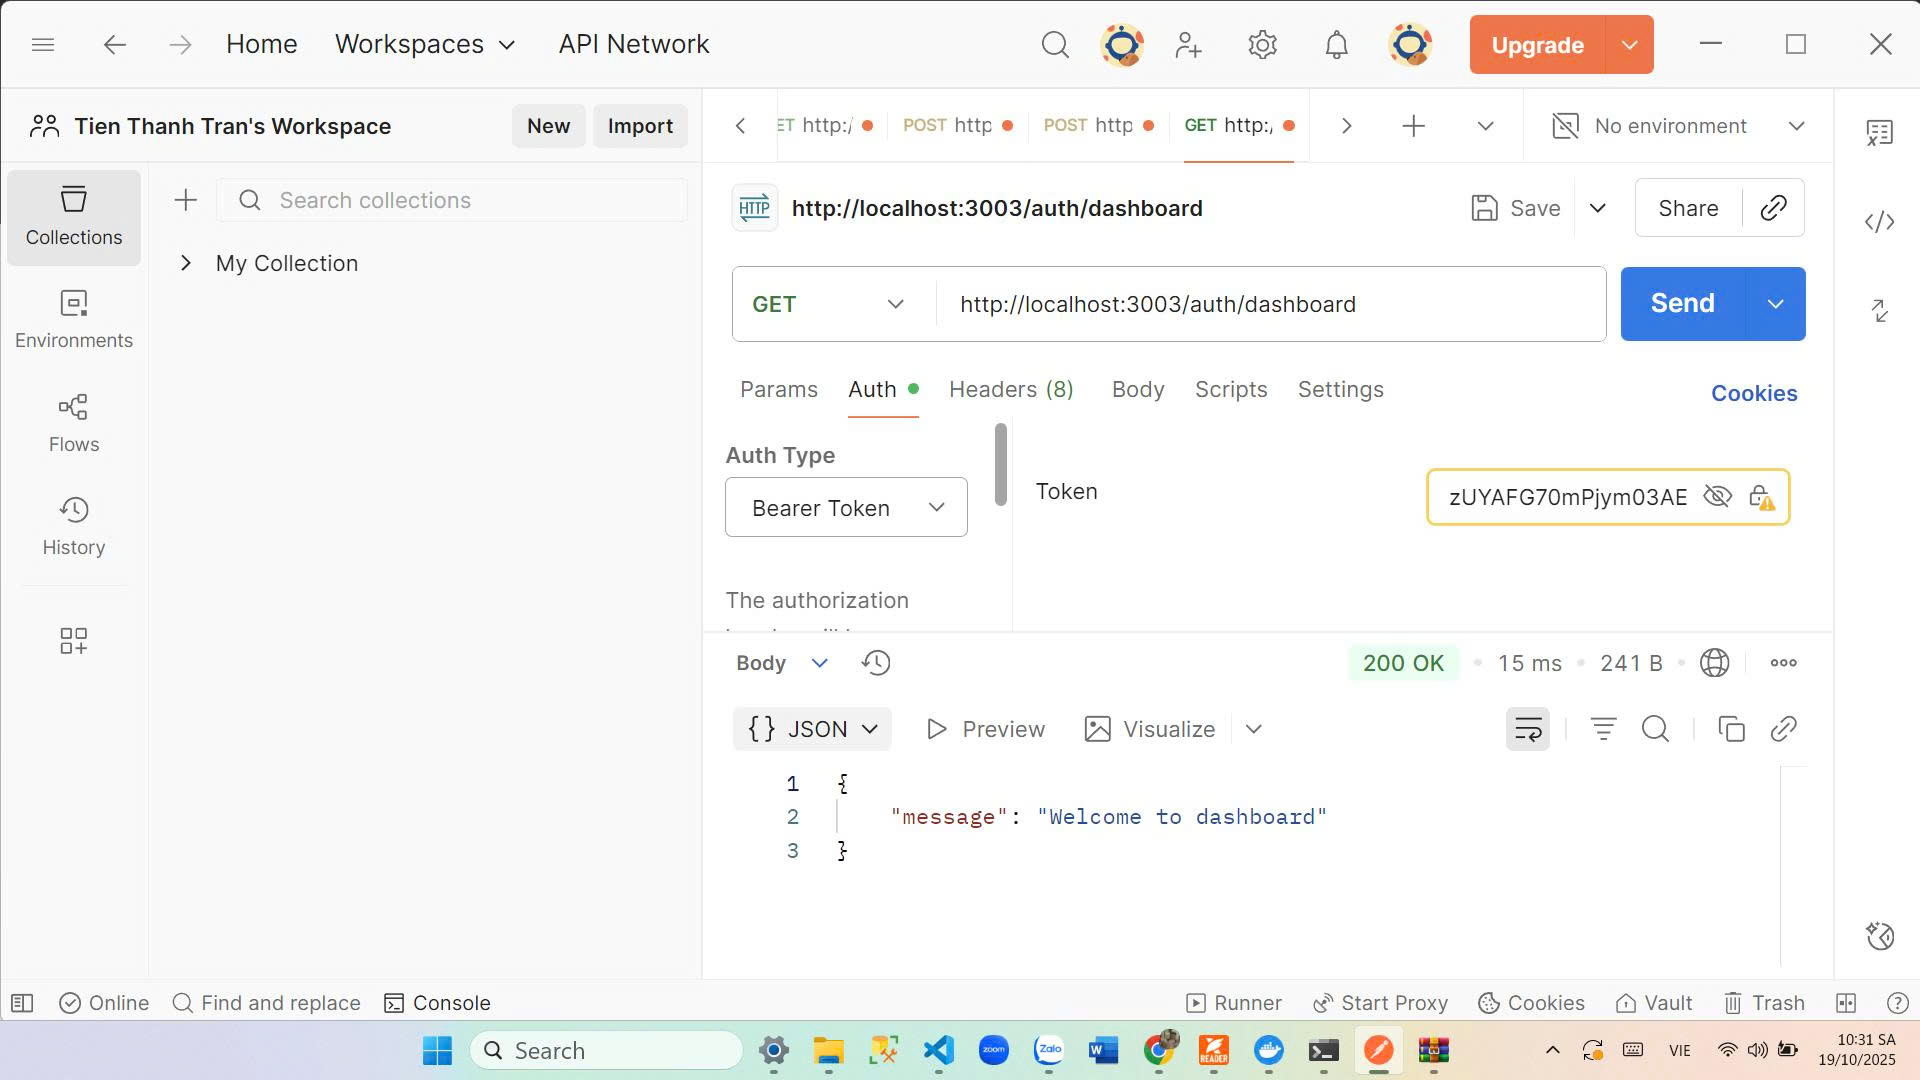 Home
Workspaces
API Network
Upgrade
Tien Thanh Tran's Workspace
New
Import
ET http:/
POST http
POST http
GET http:/
No environment
Collections
Search collections
My Collection
Environments
Flows
History
HTTP
http://localhost:3003/auth/dashboard
Save
Share
GET
http://localhost:3003/auth/dashboard
Send
Params
Auth
Headers (8)
Body
Scripts
Settings
Cookies
Auth Type
Bearer Token
Token
zUYAFG70mPjym03AE
The authorization
Body
200 OK
15 ms
241 B
{} JSON
Preview
Visualize
1 {
2 "message": "Welcome to dashboard"
3 }
Online
Find and replace
Console
Runner
Start Proxy
Cookies
Vault
Trash
Search
zoom
Zalo
READER
VIE
10:31 SA
19/10/2025